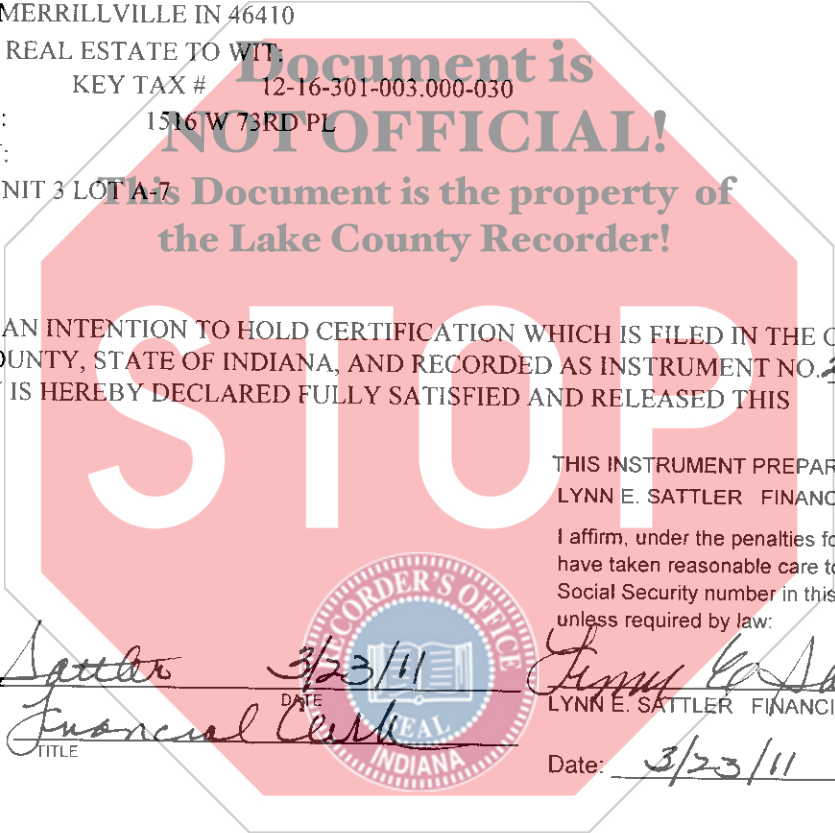 MERRILLVILLE IN 46410
REAL ESTATE TO WIT:
Document is
KEY TAX # 12-16-301-003.000-030
: 1516 W 73RD PL
NOT OFFICIAL!
:
NIT 3 LOT A-7
This Document is the property of
the Lake County Recorder!
AN INTENTION TO HOLD CERTIFICATION WHICH IS FILED IN THE
OUNTY, STATE OF INDIANA, AND RECORDED AS INSTRUMENT NO.
IS HEREBY DECLARED FULLY SATISFIED AND RELEASED THIS
STOP
THIS INSTRUMENT PREPAR
LYNN E. SATTLER FINANC
I affirm, under the penalties fo
have taken reasonable care to
Social Security number in this
unless required by law:
RECORDER'S OFFICE
SEAL
INDIANA
Sattler 3/23/11
DATE
Financial Clerk
TITLE
LYNN E. SATTLER FINANCI
Date: 3/23/11